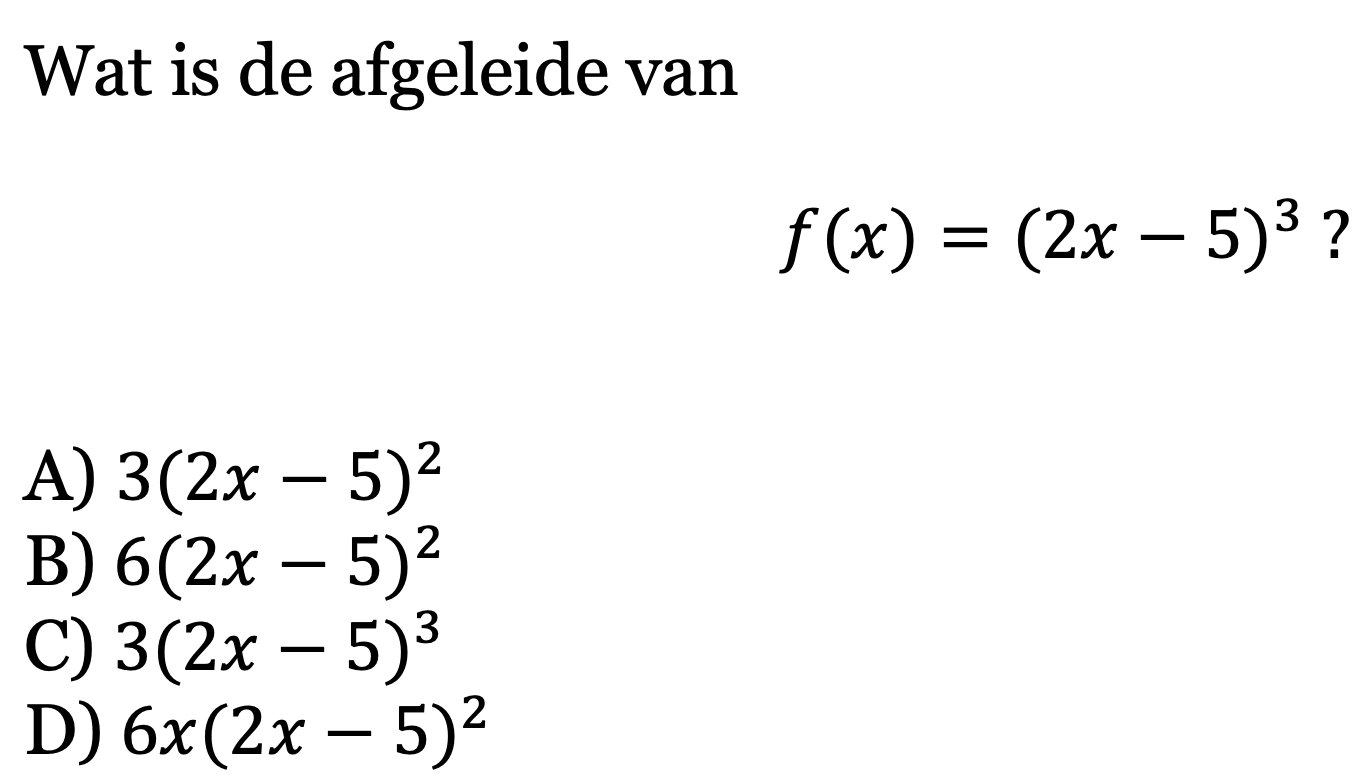 Wat is de afgeleide van
f(x) = (2x − 5)³ ?
A) 3(2x − 5)²
B) 6(2x − 5)²
C) 3(2x − 5)³
D) 6x(2x − 5)²